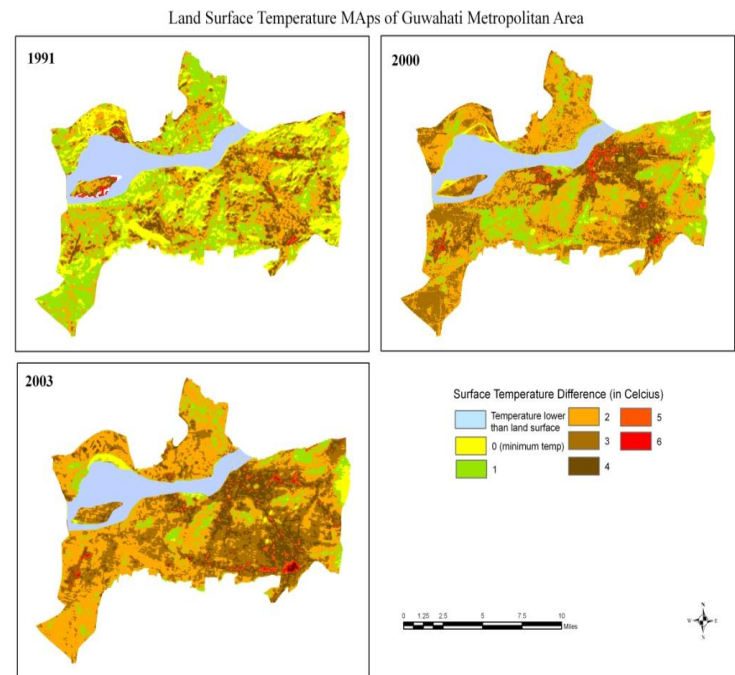 Land Surface Temperature MAps of Guwahati Metropolitan Area
1991
2000
2003
Surface Temperature Difference (in Celcius)
Temperature lower
than land surface
0 (minimum temp)
1
2
3
4
5
6
0 1.25 2.5 5 7.5 10
Miles
N
W E
S